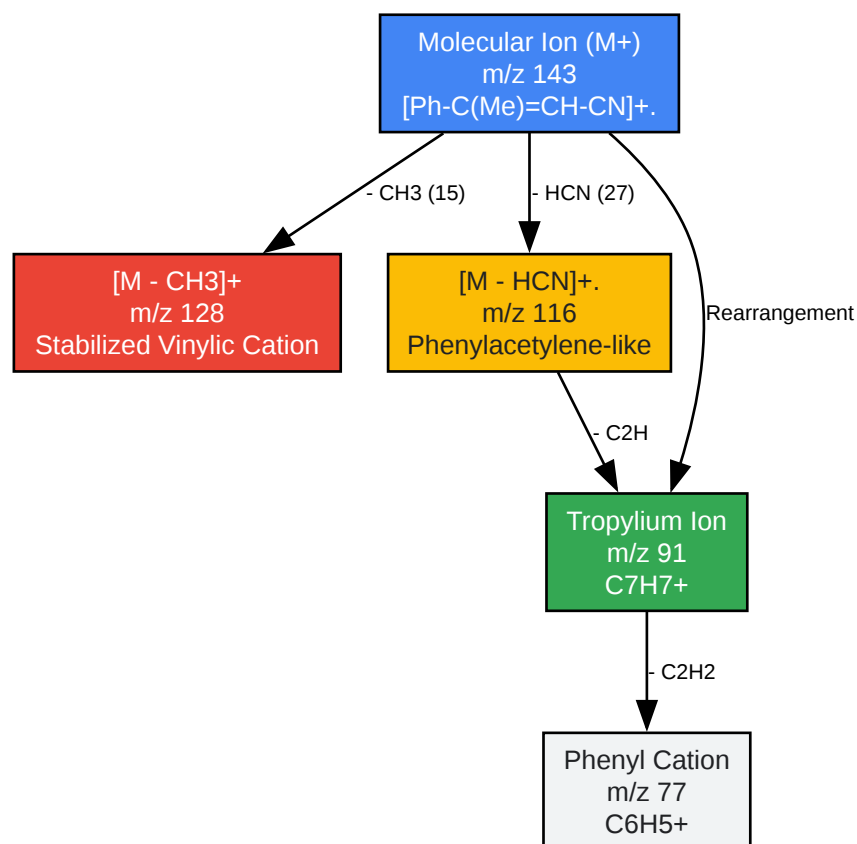 Molecular Ion (M+)
m/z 143
[Ph-C(Me)=CH-CN]+.
- CH3 (15)
- HCN (27)
[M - CH3]+
m/z 128
Stabilized Vinylic Cation
[M - HCN]+.
m/z 116
Phenylacetylene-like
Rearrangement
- C2H
Tropylium Ion
m/z 91
C7H7+
- C2H2
Phenyl Cation
m/z 77
C6H5+